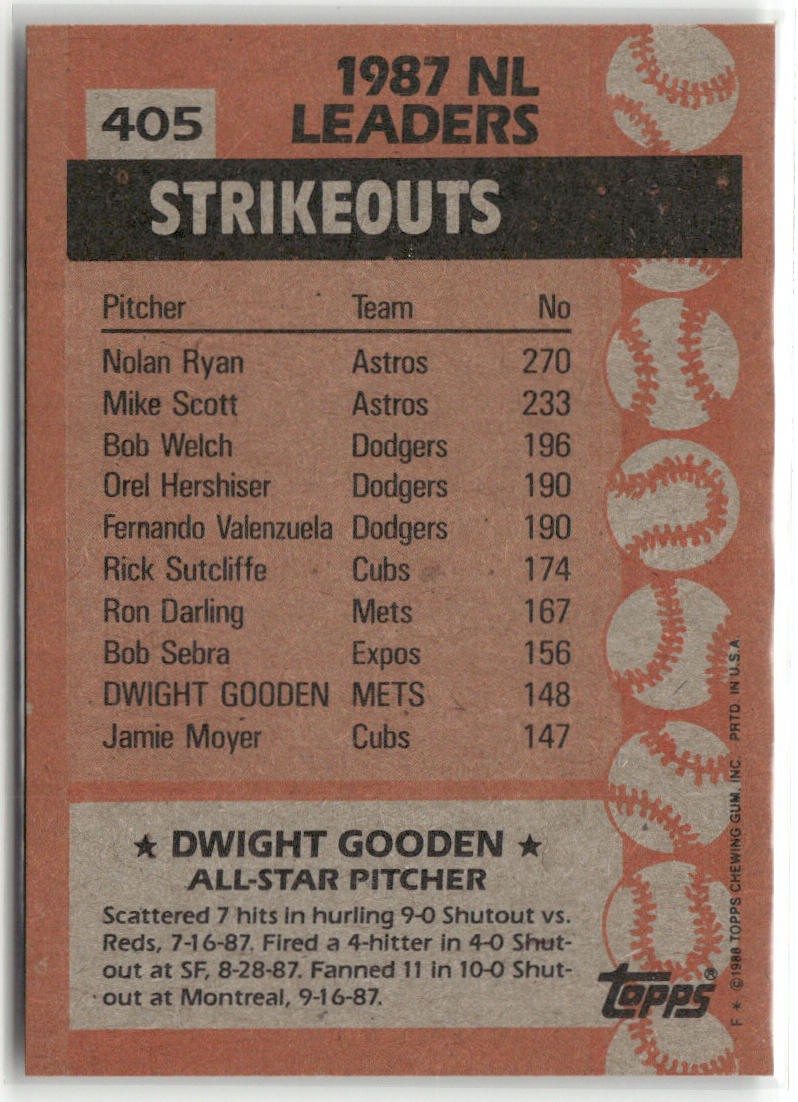 405
1987 NL
LEADERS
STRIKEOUTS
Pitcher Team No
Nolan Ryan Astros 270
Mike Scott Astros 233
Bob Welch Dodgers 196
Orel Hershiser Dodgers 190
Fernando Valenzuela Dodgers 190
Rick Sutcliffe Cubs 174
Ron Darling Mets 167
Bob Sebra Expos 156
DWIGHT GOODEN METS 148
Jamie Moyer Cubs 147
★ DWIGHT GOODEN ★
ALL-STAR PITCHER
Scattered 7 hits in hurling 9-0 Shutout vs.
Reds, 7-16-87. Fired a 4-hitter in 4-0 Shut-
out at SF, 8-28-87. Fanned 11 in 10-0 Shut-
out at Montreal, 9-16-87.
topps®
F * ©1988 TOPPS CHEWING GUM, INC. PRTD. IN U.S.A